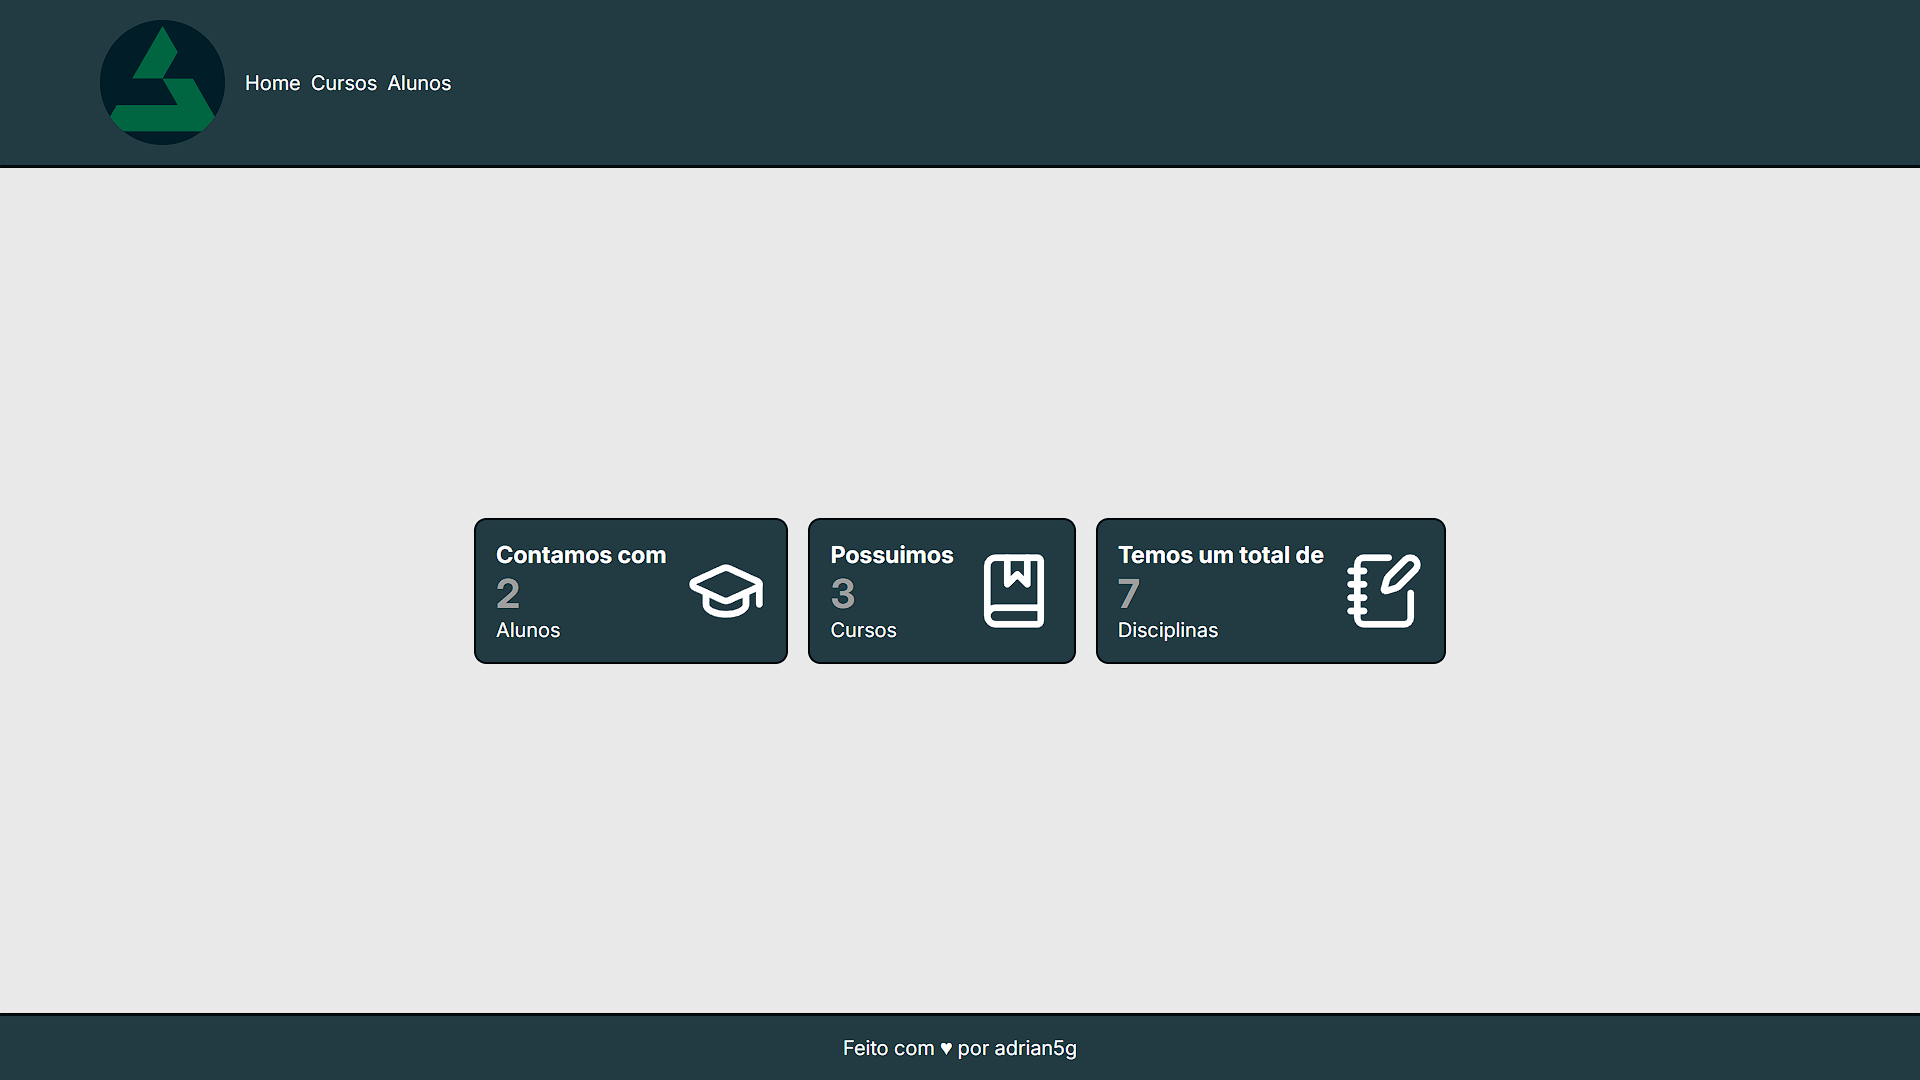 Home Cursos Alunos
Contamos com
2
Alunos
Possuimos
3
Cursos
Temos um total de
7
Disciplinas
Feito com ♥ por adrian5g